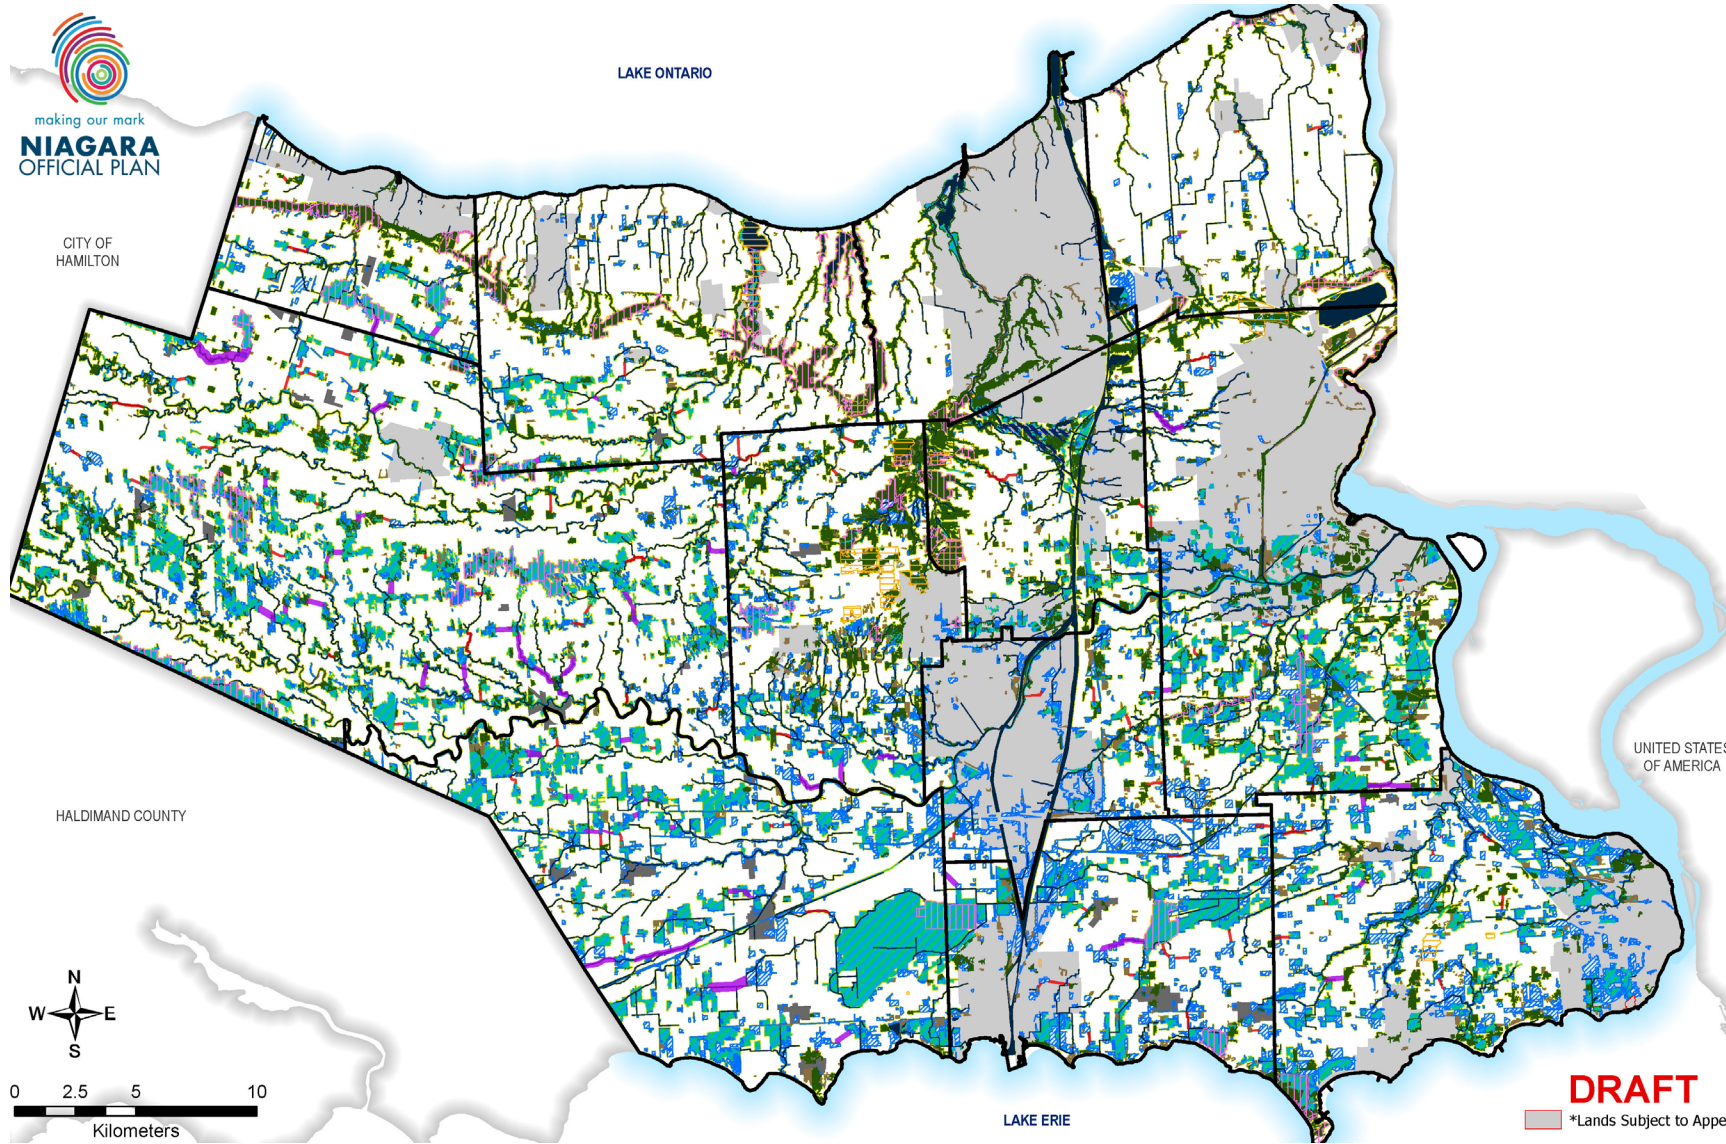 making our mark
NIAGARA
OFFICIAL PLAN
LAKE ONTARIO
CITY OF
HAMILTON
UNITED STATES
OF AMERICA
HALDIMAND COUNTY
N
W E
S
0 2.5 5 10
Kilometers
LAKE ERIE
DRAFT
*Lands Subject to Appe